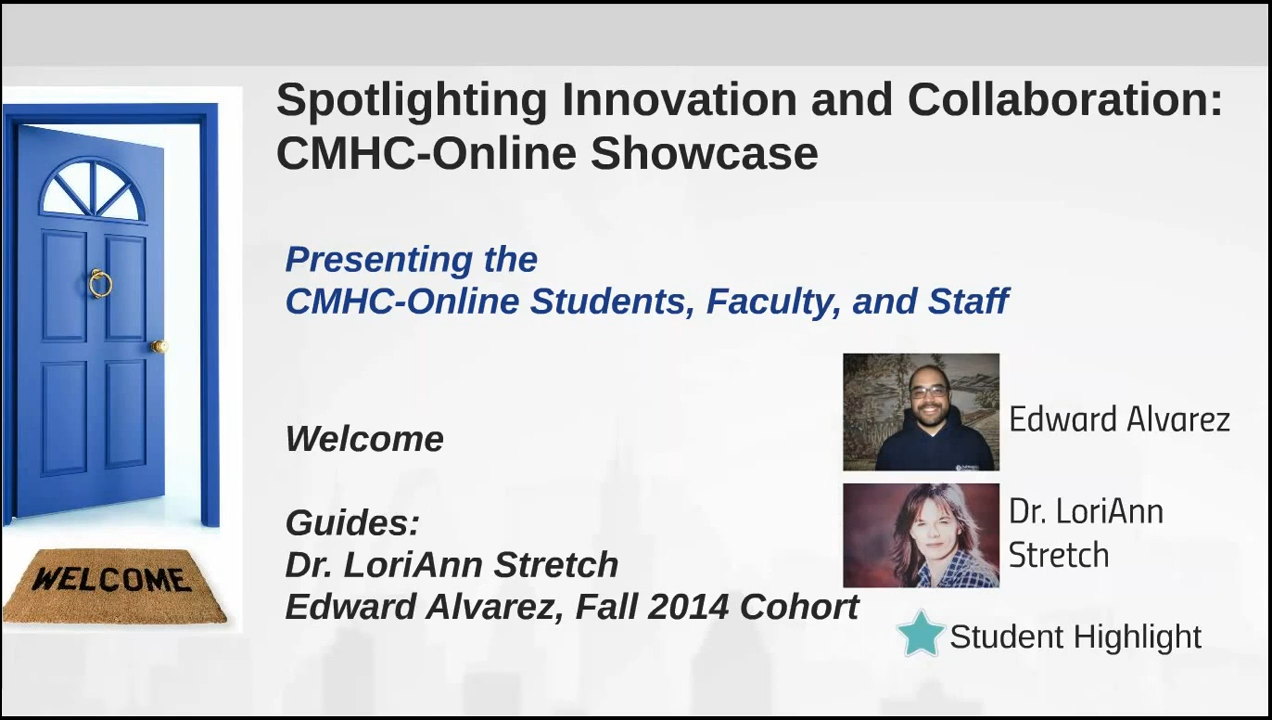 Spotlighting Innovation and Collaboration:
CMHC-Online Showcase
Presenting the
CMHC-Online Students, Faculty, and Staff
Welcome
Guides:
Dr. LoriAnn Stretch
Edward Alvarez, Fall 2014 Cohort
Edward Alvarez
Dr. LoriAnn
Stretch
Student Highlight
WELCOME